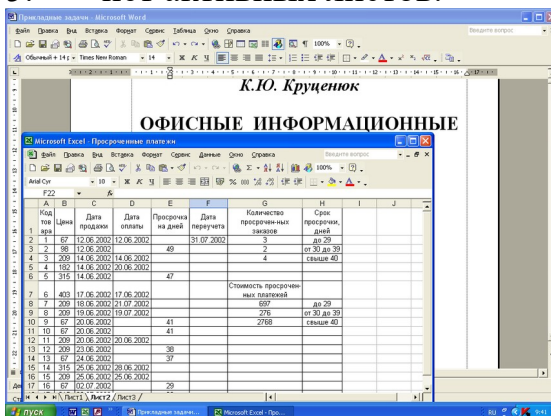 Прикладные задачи - Microsoft Word
Файл Правка Вид Вставка Формат Сервис Таблица Окно Справка
Введите вопрос
100%
Обычный + 14 г Times New Roman 14 Ж К Ч
К.Ю. Круценюк
ОФИСНЫЕ ИНФОРМАЦИОННЫЕ
Microsoft Excel - Просроченные платежи
Файл Правка Вид Вставка Формат Сервис Данные Окно Справка
Введите вопрос
100%
Arial Cyr 10 Ж К Ч
F22 fx
A B C D E F G H I J
1 Код товара Цена Дата продажи Дата оплаты Просрочка на дней Дата переучета Количество просрочен-ных заказов Срок просрочки, дней
2 1 67 12.06.2002 12.06.2002 31.07.2002 3 до 29
3 2 98 12.06.2002 49 2 от 30 до 39
4 3 209 14.06.2002 14.06.2002 4 свыше 40
5 4 182 14.06.2002 20.06.2002
6 5 315 14.06.2002 47
7 6 403 17.06.2002 17.06.2002 Стоимость просрочен-ных платежей
8 7 209 18.06.2002 21.07.2002 697 до 29
9 8 209 19.06.2002 19.07.2002 276 от 30 до 39
10 9 67 20.06.2002 41 2768 свыше 40
11 10 67 20.06.2002 41
12 11 209 20.06.2002 20.06.2002
13 12 209 23.06.2002 38
14 13 67 24.06.2002 37
15 14 315 25.06.2002 28.06.2002
16 15 209 25.06.2002 25.06.2002
17 16 67 02.07.2002 29
Лист1 Лист2 Лист3
пуск Прикладные задачи... Microsoft Excel - Про... RU 9:41